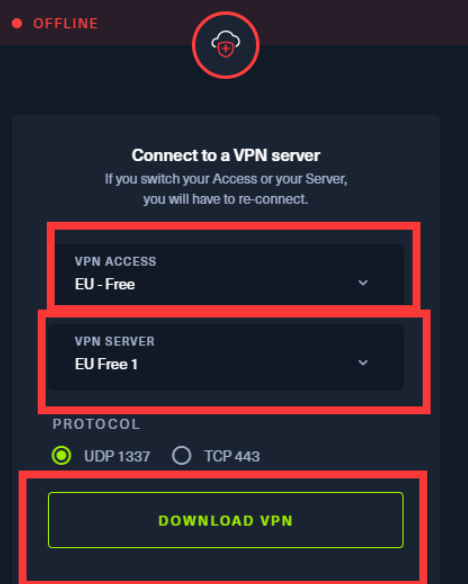 OFFLINE
Connect to a VPN server
If you switch your Access or your Server,
you will have to re-connect.
VPN ACCESS
EU - Free
VPN SERVER
EU Free 1
PROTOCOL
UDP 1337 TCP 443
DOWNLOAD VPN